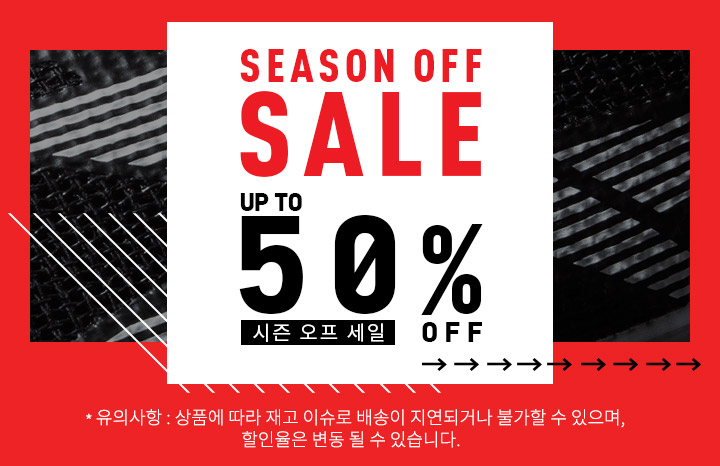 SEASON OFF
SALE
UP TO
50%
OFF
시즌 오프 세일
* 유의사항 : 상품에 따라 재고 이슈로 배송이 지연되거나 불가할 수 있으며,
할인율은 변동 될 수 있습니다.